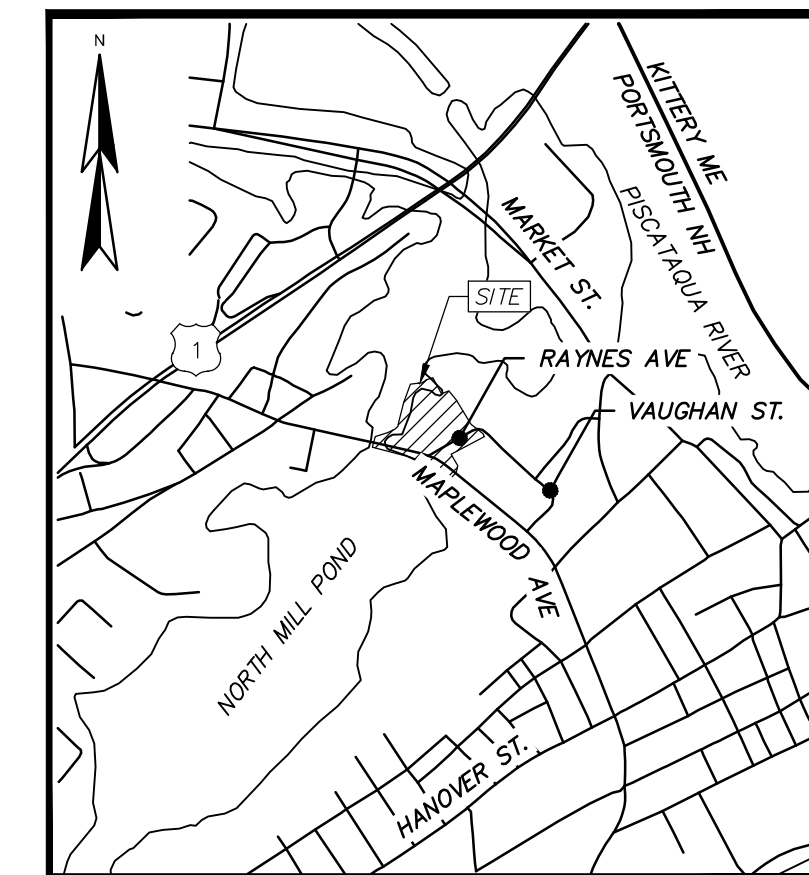 N
KITTERY ME
PORTSMOUTH NH
PISCATAQUA RIVER
MARKET ST.
SITE
1
RAYNES AVE
VAUGHAN ST.
MAPLEWOOD AVE
NORTH MILL POND
HANOVER ST.